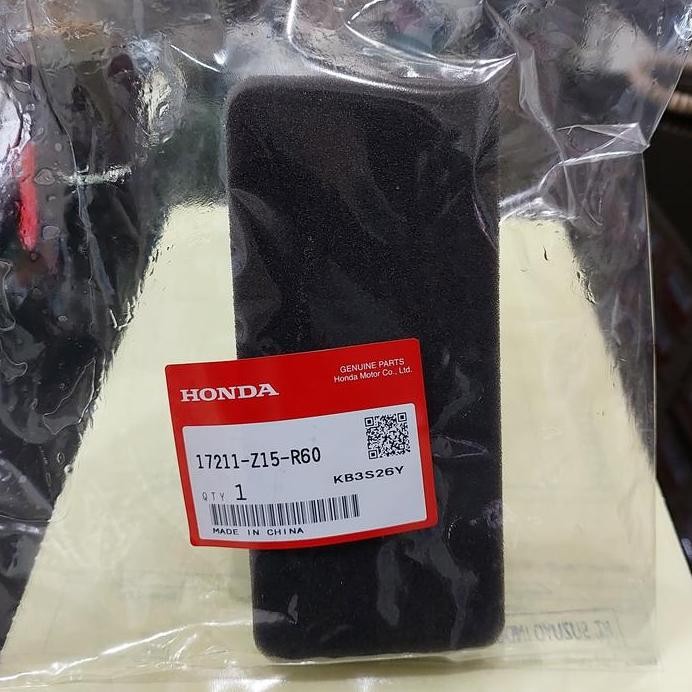 GENUINE PARTS
Honda Motor Co., Ltd.
HONDA
17211-Z15-R60
KB3S26Y
QTY 1
MADE IN CHINA